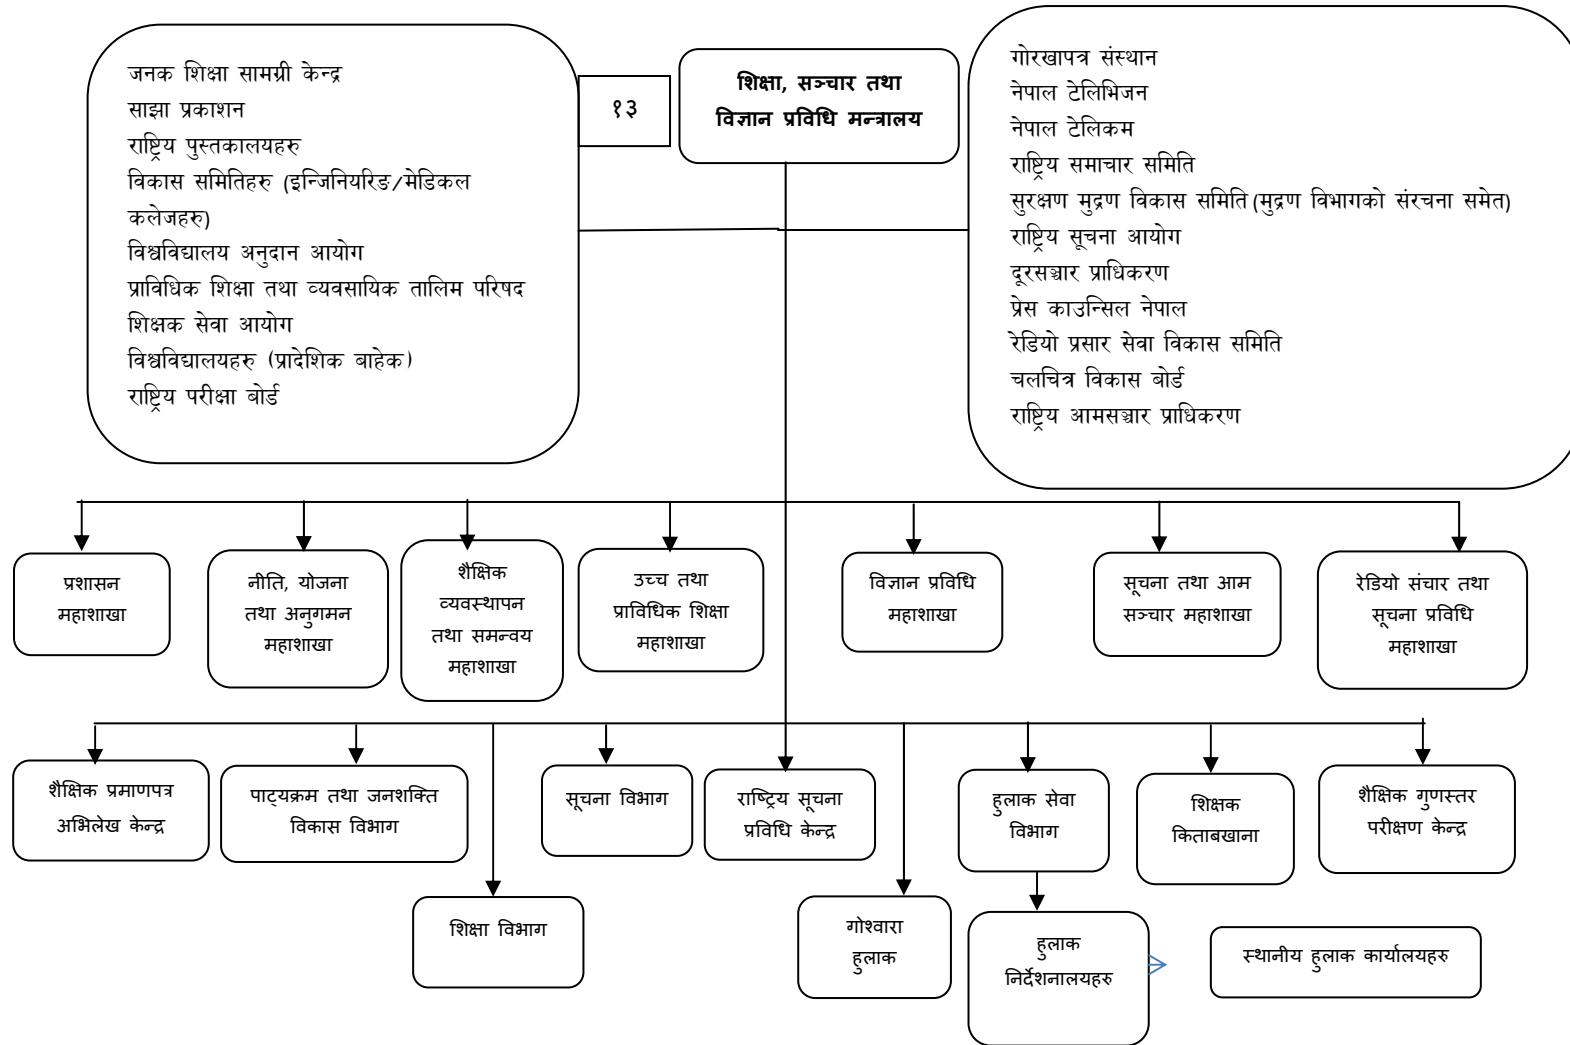 जनक शिक्षा सामग्री केन्द्र
साझा प्रकाशन
राष्ट्रिय पुस्तकालयहरु
विकास समितिहरु (इन्जिनियरिङ/मेडिकल
कलेजहरु)
विश्वविद्यालय अनुदान आयोग
प्राविधिक शिक्षा तथा व्यवसायिक तालिम परिषद
शिक्षक सेवा आयोग
विश्वविद्यालयहरु (प्रादेशिक बाहेक)
राष्ट्रिय परीक्षा बोर्ड
१३
शिक्षा, सञ्चार तथा
विज्ञान प्रविधि मन्त्रालय
गोरखापत्र संस्थान
नेपाल टेलिभिजन
नेपाल टेलिकम
राष्ट्रिय समाचार समिति
सुरक्षण मुद्रण विकास समिति (मुद्रण विभागको संरचना समेत)
राष्ट्रिय सूचना आयोग
दूरसञ्चार प्राधिकरण
प्रेस काउन्सिल नेपाल
रेडियो प्रसार सेवा विकास समिति
चलचित्र विकास बोर्ड
राष्ट्रिय आमसञ्चार प्राधिकरण
प्रशासन
महाशाखा
नीति, योजना
तथा अनुगमन
महाशाखा
शैक्षिक
व्यवस्थापन
तथा समन्वय
महाशाखा
उच्च तथा
प्राविधिक शिक्षा
महाशाखा
विज्ञान प्रविधि
महाशाखा
सूचना तथा आम
सञ्चार महाशाखा
रेडियो संचार तथा
सूचना प्रविधि
महाशाखा
शैक्षिक प्रमाणपत्र
अभिलेख केन्द्र
पाट्यक्रम तथा जनशक्ति
विकास विभाग
सूचना विभाग
राष्ट्रिय सूचना
प्रविधि केन्द्र
हुलाक सेवा
विभाग
शिक्षक
किताबखाना
शैक्षिक गुणस्तर
परीक्षण केन्द्र
शिक्षा विभाग
गोश्वारा
हुलाक
हुलाक
निर्देशनालयहरु
स्थानीय हुलाक कार्यालयहरु